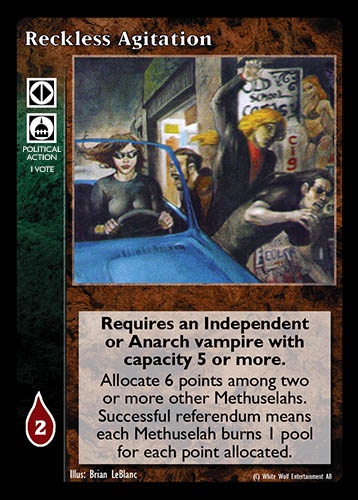 Reckless Agitation
POLITICAL
ACTION
1 VOTE
OLD
SCHOOL
Requires an Independent
or Anarch vampire with
capacity 5 or more.
Allocate 6 points among two
or more other Methuselahs.
Successful referendum means
each Methuselah burns 1 pool
for each point allocated.
2
Illus: Brian LeBlanc
(C) White Wolf Entertainment AB